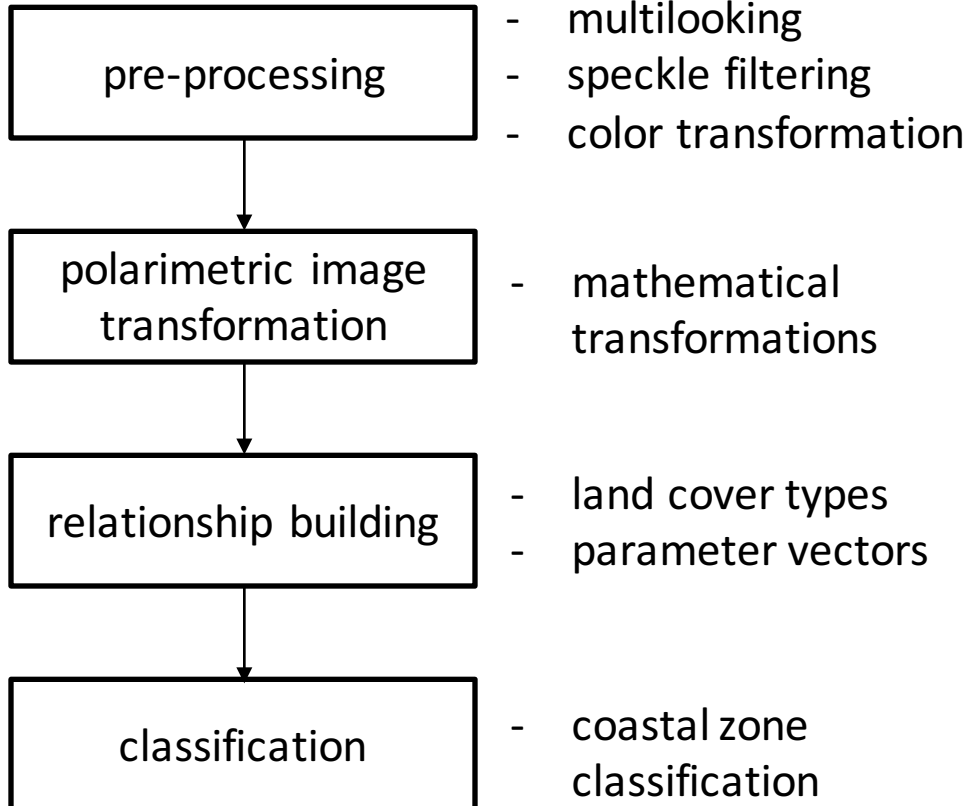 pre-processing
- multilooking
- speckle filtering
- color transformation
polarimetric image
transformation
- mathematical
transformations
relationship building
- land cover types
- parameter vectors
classification
- coastal zone
classification